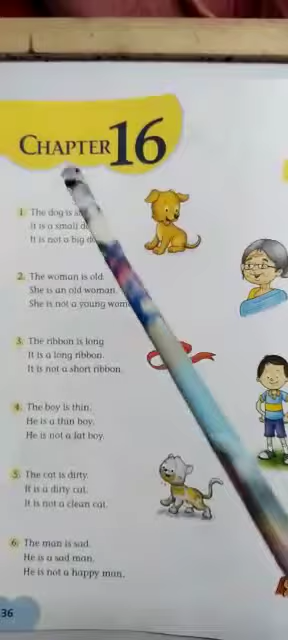 CHAPTER 16
1. The dog is
It is a small
It is not a big
2. The woman is old.
She is an old woman.
She is not a young
3. The ribbon is long
It is a long ribbon.
It is not a short ribbon.
4. The boy is thin.
He is a thin boy.
He is not a fat boy.
5. The cat is dirty.
It is a dirty cat.
It is not a clean cat.
6. The man is sad.
He is a sad man.
He is not a happy man.
36